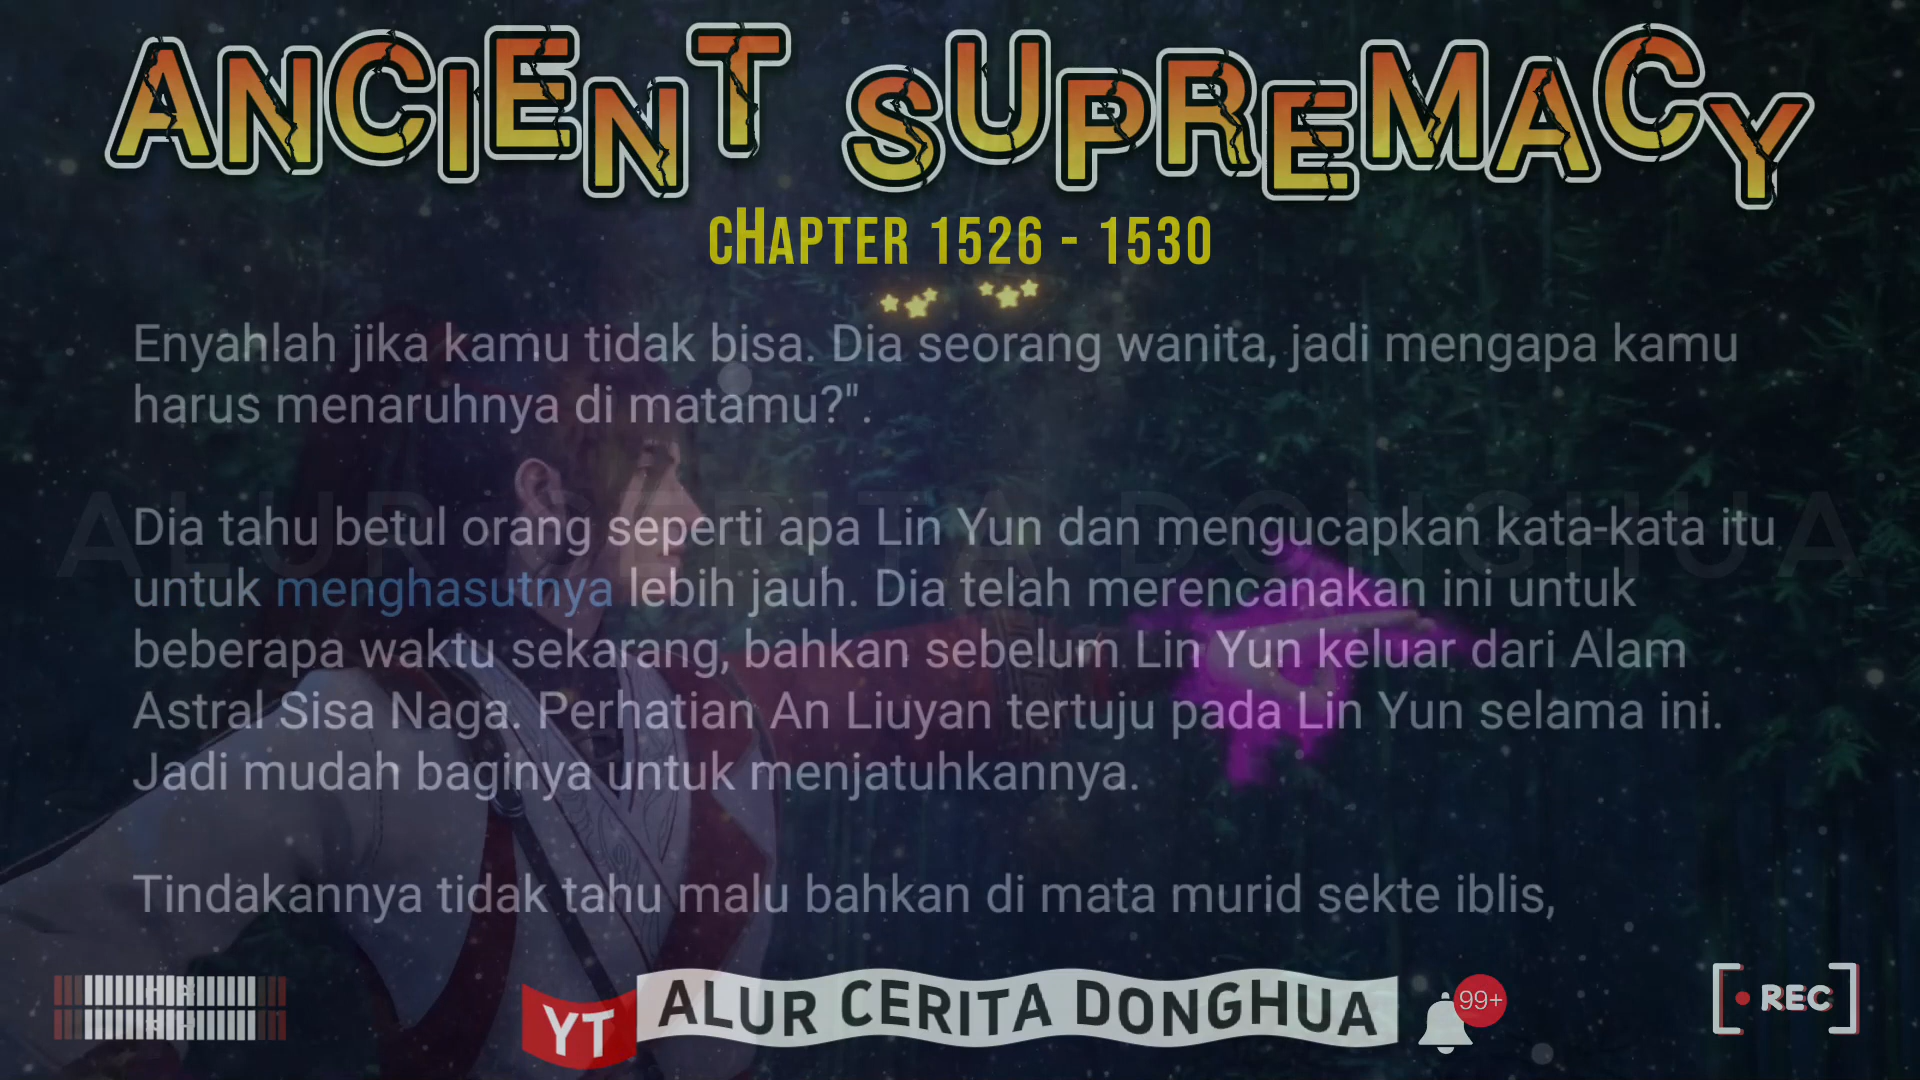 ANCIENT SUPREMACY
CHAPTER 1526 - 1530
Enyahlah jika kamu tidak bisa. Dia seorang wanita, jadi mengapa kamu
harus menaruhnya di matamu?".
ALUR CERITA DONGHUA
Dia tahu betul orang seperti apa Lin Yun dan mengucapkan kata-kata itu
untuk menghasutnya lebih jauh. Dia telah merencanakan ini untuk
beberapa waktu sekarang, bahkan sebelum Lin Yun keluar dari Alam
Astral Sisa Naga. Perhatian An Liuyan tertuju pada Lin Yun selama ini.
Jadi mudah baginya untuk menjatuhkannya.
Tindakannya tidak tahu malu bahkan di mata murid sekte iblis,
YT ALUR CERITA DONGHUA 99+
REC